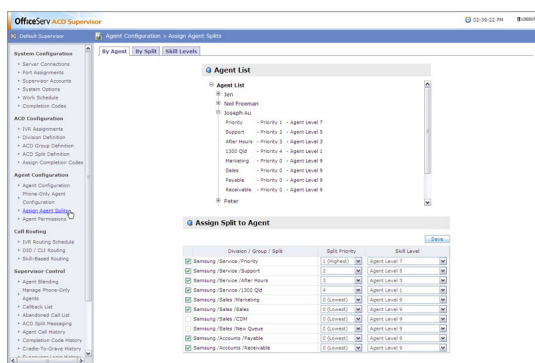 OfficeServ ACD Supervisor
02:39-22 PM
LOGOUT
Default Supervisor
Agent Configuration > Assign Agent Splits
System Configuration
Server Connections
Port Assignments
Supervisor Accounts
System Options
Work Schedule
Completion Codes
ACD Configuration
IVR Assignments
Division Definition
ACD Group Definition
ACD Split Definition
Assign Completion Codes
Agent Configuration
Agent Configuration
Phone-Only Agent
Configuration
Assign Agent Splits
Agent Permissions
Call Routing
IVR Routing Schedule
DID / CLI Routing
Skill-Based Routing
Supervisor Control
Agent Blending
Manage Phone-Only
Agents
Callback List
Abandoned Call List
ACD Split Messaging
Agent Call History
Completion Code History
Cradle-To-Grave History
Supervisor Login History
By Agent By Split Skill Levels
Agent List
Agent List
Jen
Neil Freeman
Joseph Au
Priority - Priority 1 - Agent Level 7
Support - Priority 2 - Agent Level 5
After Hours - Priority 3 - Agent Level 3
1300 Qld - Priority 4 - Agent Level 1
Marketing - Priority 0 - Agent Level 9
Sales - Priority 0 - Agent Level 9
Payable - Priority 0 - Agent Level 9
Receivable - Priority 0 - Agent Level 9
Peter
Assign Split to Agent
Save
Division / Group / Split Split Priority Skill Level
Samsung /Service /Priority 1 (Highest) Agent Level 7
Samsung /Service /Support 2 Agent Level 5
Samsung /Service /After Hours 3 Agent Level 3
Samsung /Service /1300 Qld 4 Agent Level 1
Samsung /Sales /Marketing 0 (Lowest) Agent Level 9
Samsung /Sales /Sales 0 (Lowest) Agent Level 9
Samsung /Sales /CDM 0 (Lowest) Agent Level 9
Samsung /Sales /New Queue 0 (Lowest) Agent Level 9
Samsung /Accounts /Payable 0 (Lowest) Agent Level 9
Samsung /Accounts /Receivable 0 (Lowest) Agent Level 9